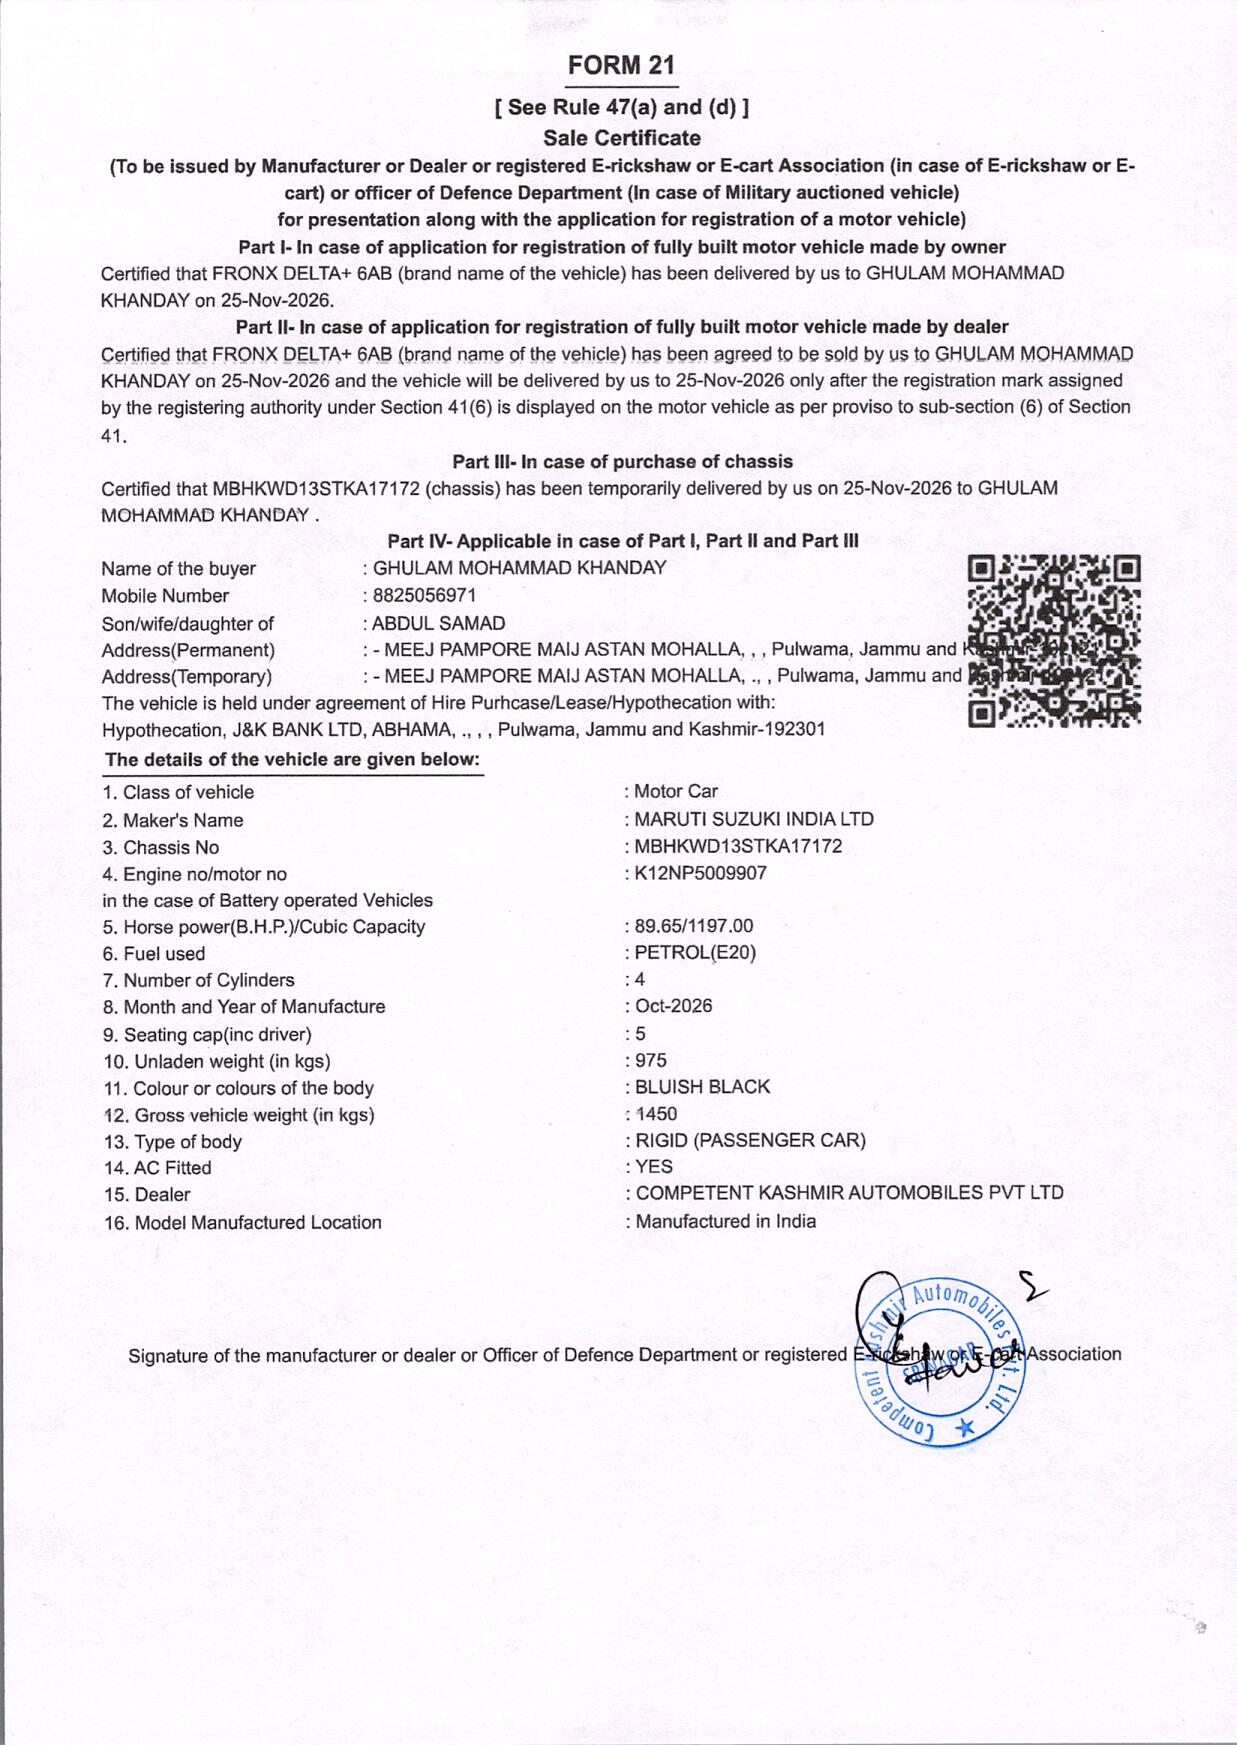 FORM 21
[ See Rule 47(a) and (d) ]
Sale Certificate
(To be issued by Manufacturer or Dealer or registered E-rickshaw or E-cart Association (in case of E-rickshaw or E-
cart) or officer of Defence Department (In case of Military auctioned vehicle)
for presentation along with the application for registration of a motor vehicle)
Part I- In case of application for registration of fully built motor vehicle made by owner
Certified that FRONX DELTA+ 6AB (brand name of the vehicle) has been delivered by us to GHULAM MOHAMMAD
KHANDAY on 25-Nov-2026.
Part II- In case of application for registration of fully built motor vehicle made by dealer
Certified that FRONX DELTA+ 6AB (brand name of the vehicle) has been agreed to be sold by us to GHULAM MOHAMMAD
KHANDAY on 25-Nov-2026 and the vehicle will be delivered by us to 25-Nov-2026 only after the registration mark assigned
by the registering authority under Section 41(6) is displayed on the motor vehicle as per proviso to sub-section (6) of Section
41.
Part III- In case of purchase of chassis
Certified that MBHKWD13STKA17172 (chassis) has been temporarily delivered by us on 25-Nov-2026 to GHULAM
MOHAMMAD KHANDAY .
Part IV- Applicable in case of Part I, Part II and Part III
Name of the buyer : GHULAM MOHAMMAD KHANDAY
Mobile Number : 8825056971
Son/wife/daughter of : ABDUL SAMAD
Address(Permanent) : - MEEJ PAMPORE MAIJ ASTAN MOHALLA, , , Pulwama, Jammu and
Address(Temporary) : - MEEJ PAMPORE MAIJ ASTAN MOHALLA, ., , Pulwama, Jammu and
The vehicle is held under agreement of Hire Purhcase/Lease/Hypothecation with:
Hypothecation, J&K BANK LTD, ABHAMA, ., , , Pulwama, Jammu and Kashmir-192301
The details of the vehicle are given below:
1. Class of vehicle : Motor Car
2. Maker's Name : MARUTI SUZUKI INDIA LTD
3. Chassis No : MBHKWD13STKA17172
4. Engine no/motor no : K12NP5009907
in the case of Battery operated Vehicles
5. Horse power(B.H.P.)/Cubic Capacity : 89.65/1197.00
6. Fuel used : PETROL(E20)
7. Number of Cylinders : 4
8. Month and Year of Manufacture : Oct-2026
9. Seating cap(inc driver) : 5
10. Unladen weight (in kgs) : 975
11. Colour or colours of the body : BLUISH BLACK
12. Gross vehicle weight (in kgs) : 1450
13. Type of body : RIGID (PASSENGER CAR)
14. AC Fitted : YES
15. Dealer : COMPETENT KASHMIR AUTOMOBILES PVT LTD
16. Model Manufactured Location : Manufactured in India
Signature of the manufacturer or dealer or Officer of Defence Department or registered E-rickshaw or E-cart Association
Competent Kashmir Automobiles Pvt. Ltd.
SRINAGAR